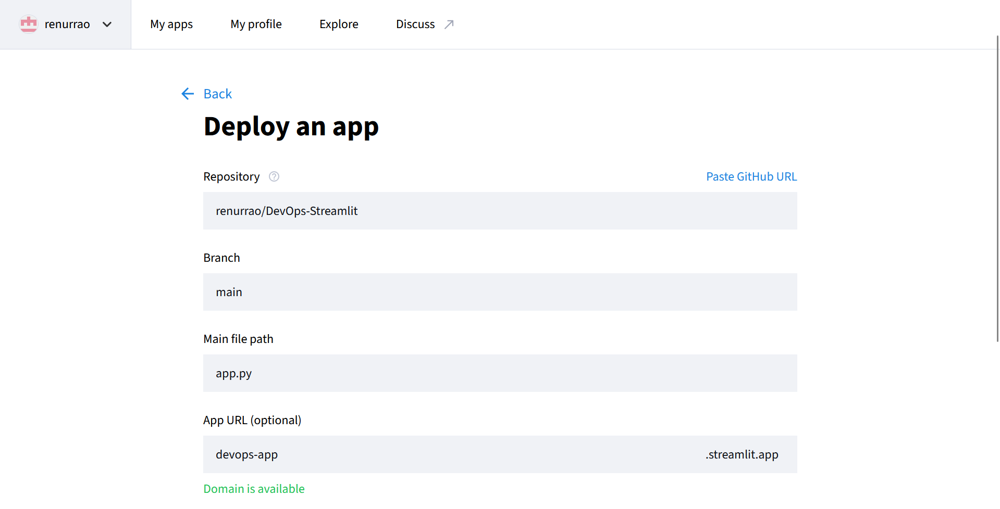 renurrao My apps My profile Explore Discuss
Back
Deploy an app
Repository Paste GitHub URL
renurrao/DevOps-Streamlit
Branch
main
Main file path
app.py
App URL (optional)
devops-app .streamlit.app
Domain is available